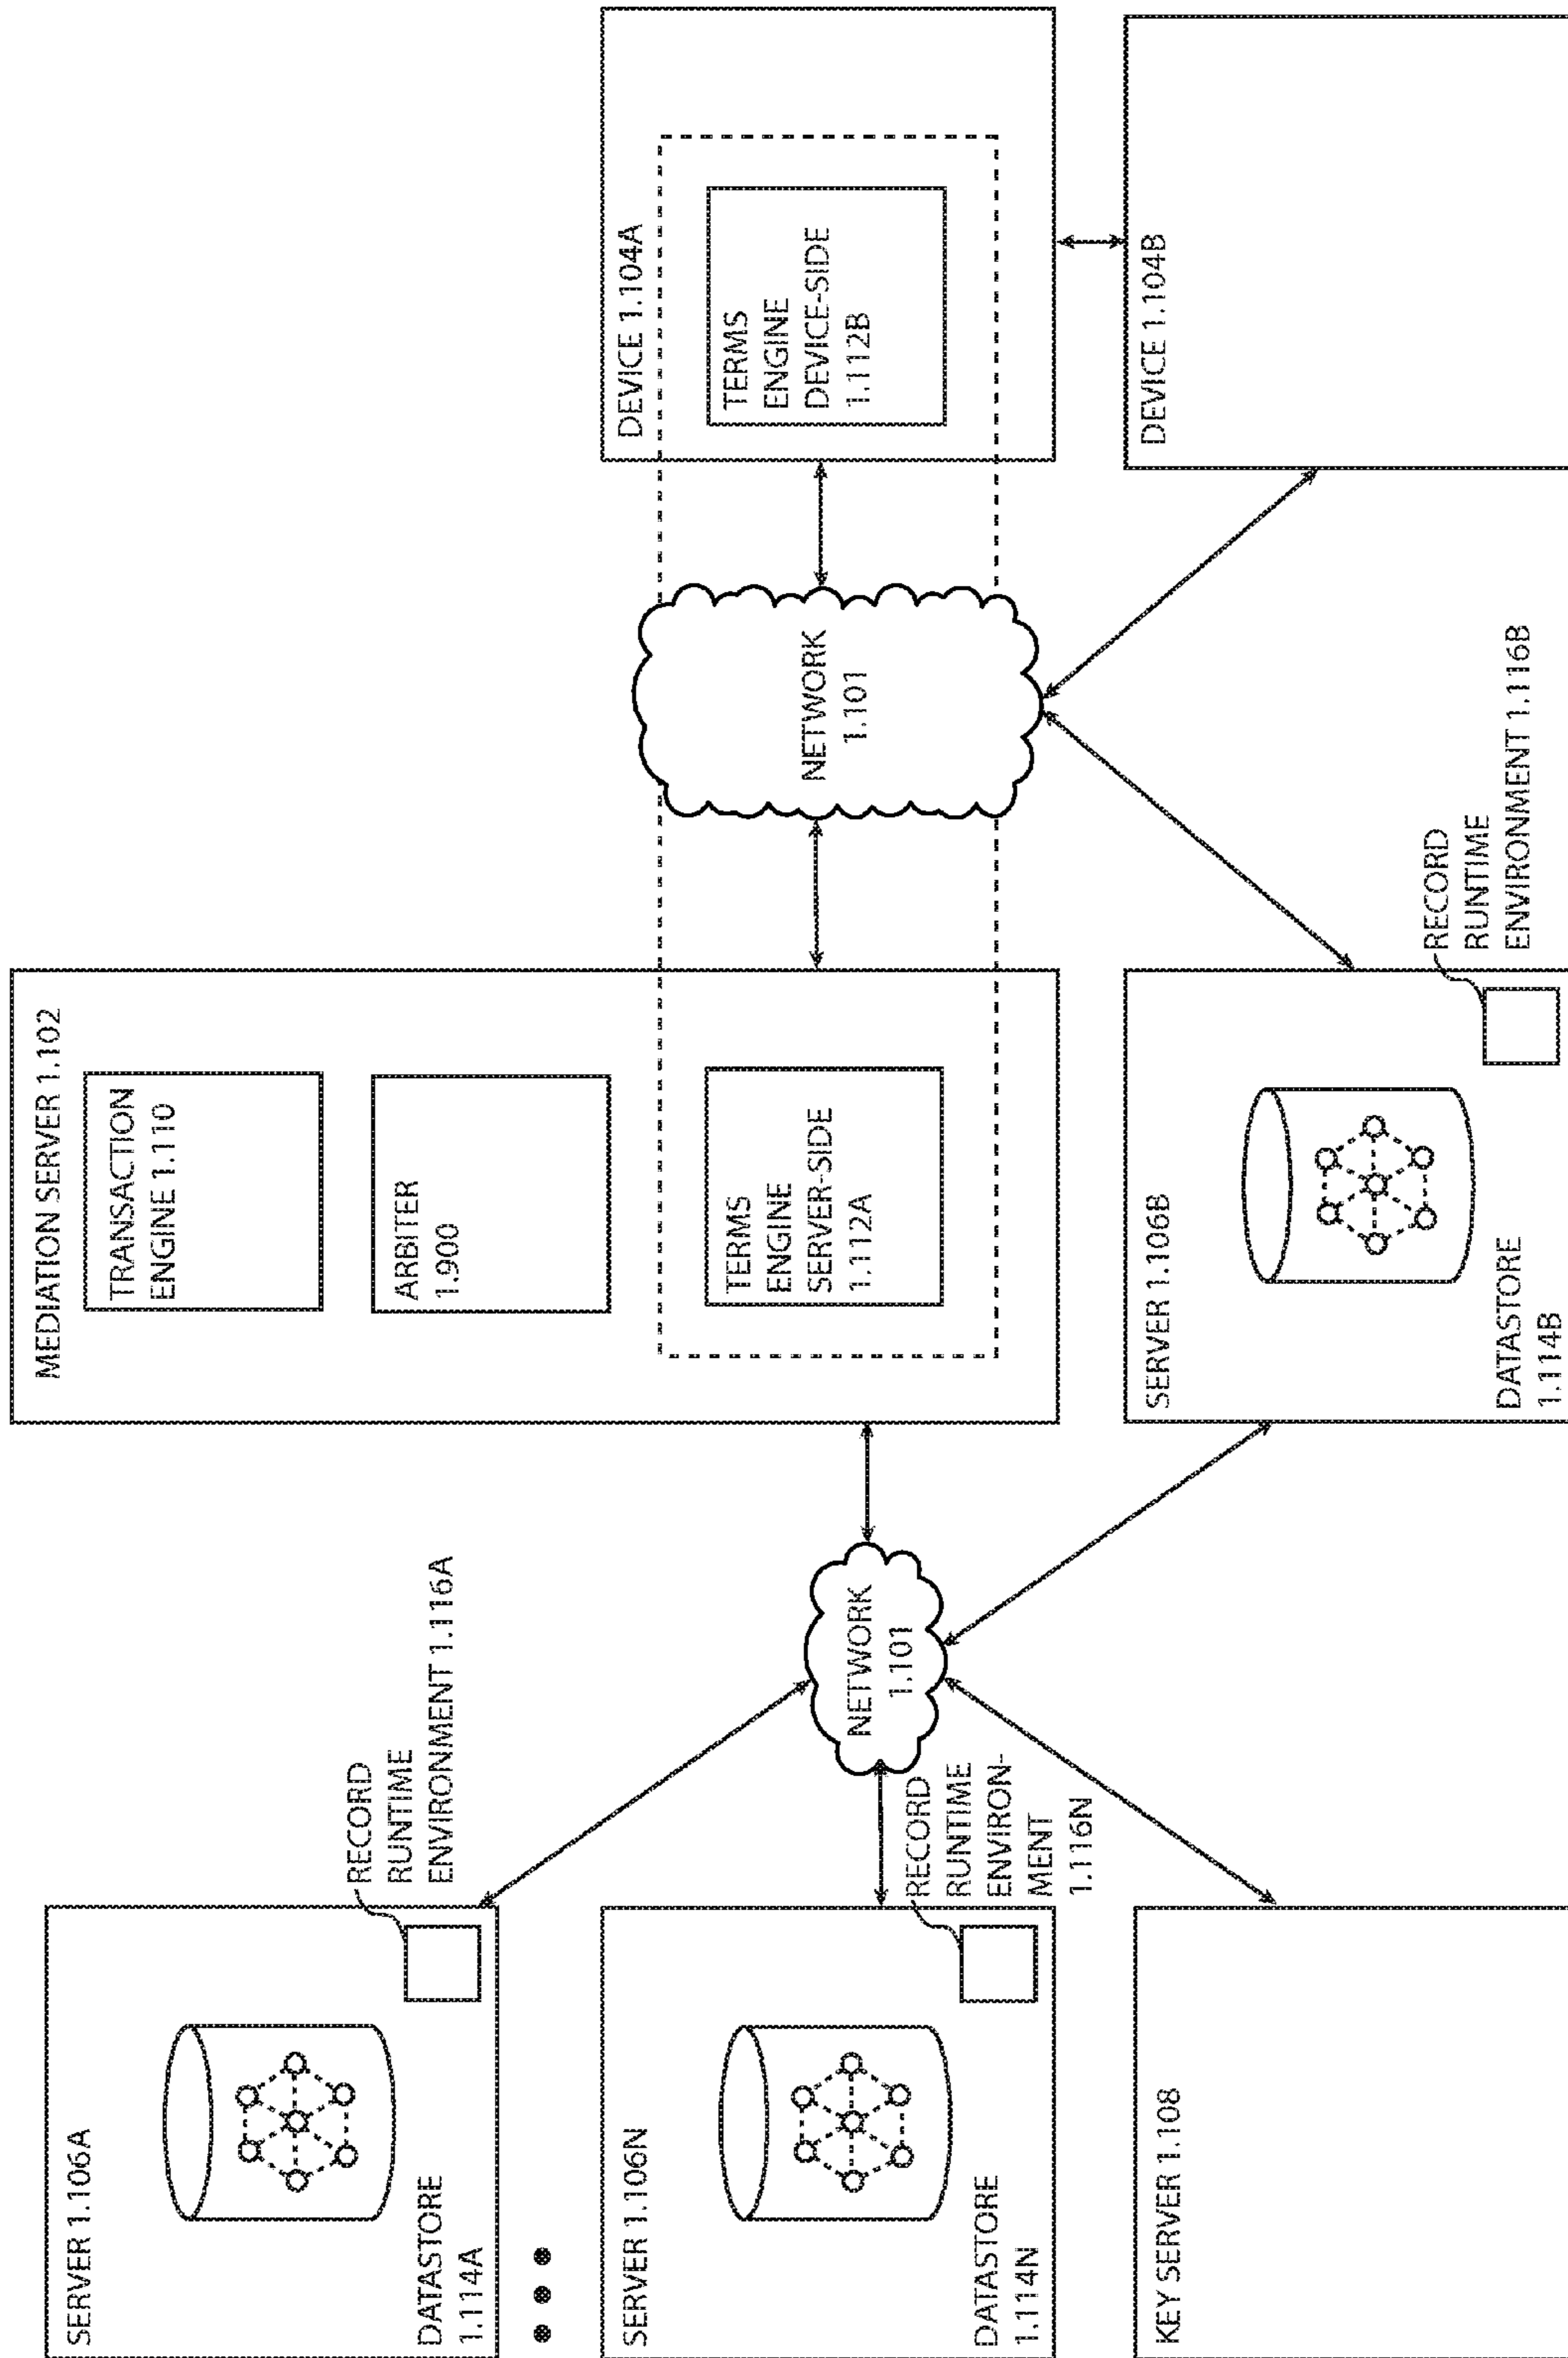 SERVER 1.106A
DATASTORE
1.114A
RECORD
RUNTIME
ENVIRONMENT 1.116A
SERVER 1.106N
DATASTORE
1.114N
RECORD
RUNTIME
ENVIRON-
MENT
1.116N
KEY SERVER 1.108
NETWORK
1.101
MEDIATION SERVER 1.102
TRANSACTION
ENGINE 1.110
ARBITER
1.900
TERMS
ENGINE
SERVER-SIDE
1.112A
SERVER 1.106B
DATASTORE
1.114B
RECORD
RUNTIME
ENVIRONMENT 1.116B
NETWORK
1.101
DEVICE 1.104A
TERMS
ENGINE
DEVICE-SIDE
1.112B
DEVICE 1.104B